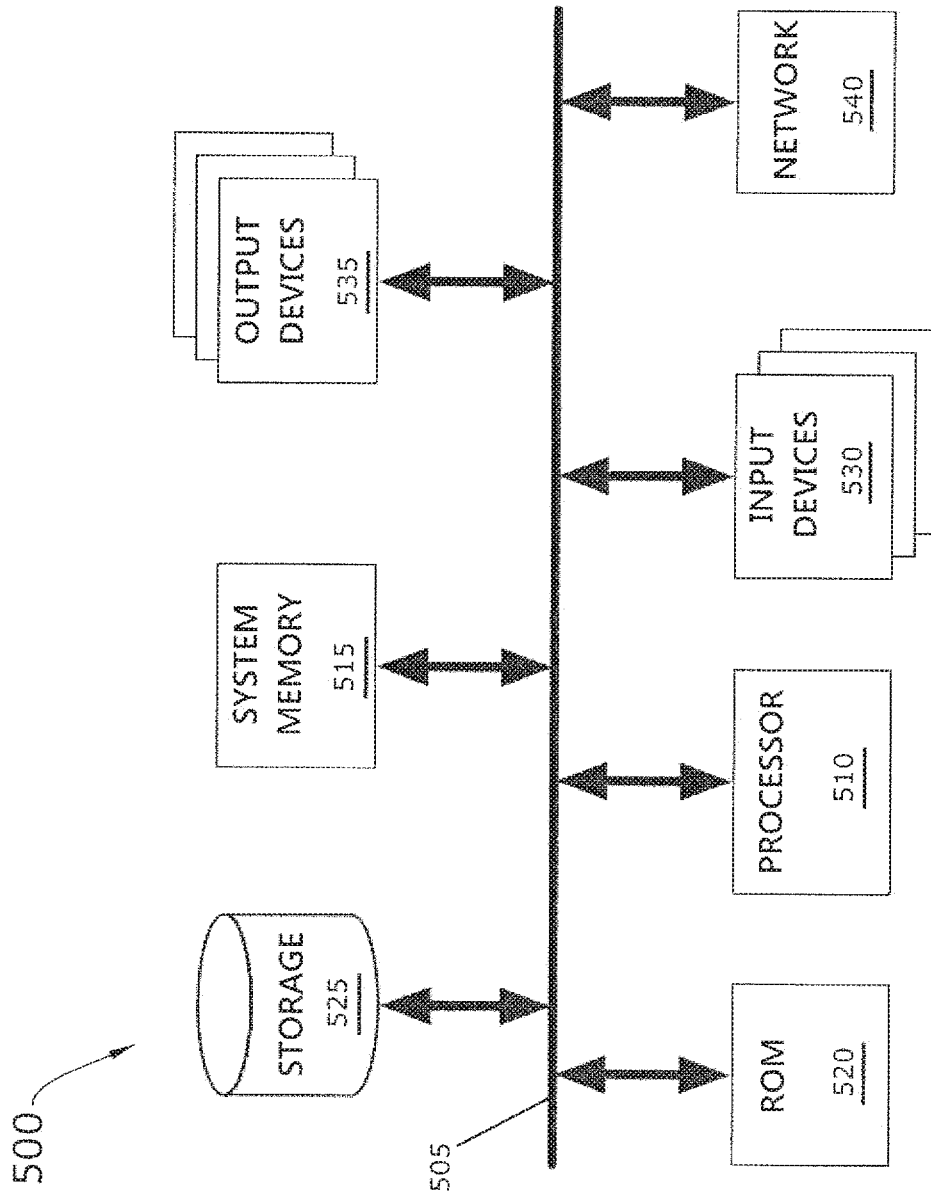 500
STORAGE
525
SYSTEM
MEMORY
515
OUTPUT
DEVICES
535
505
ROM
520
PROCESSOR
510
INPUT
DEVICES
530
NETWORK
540